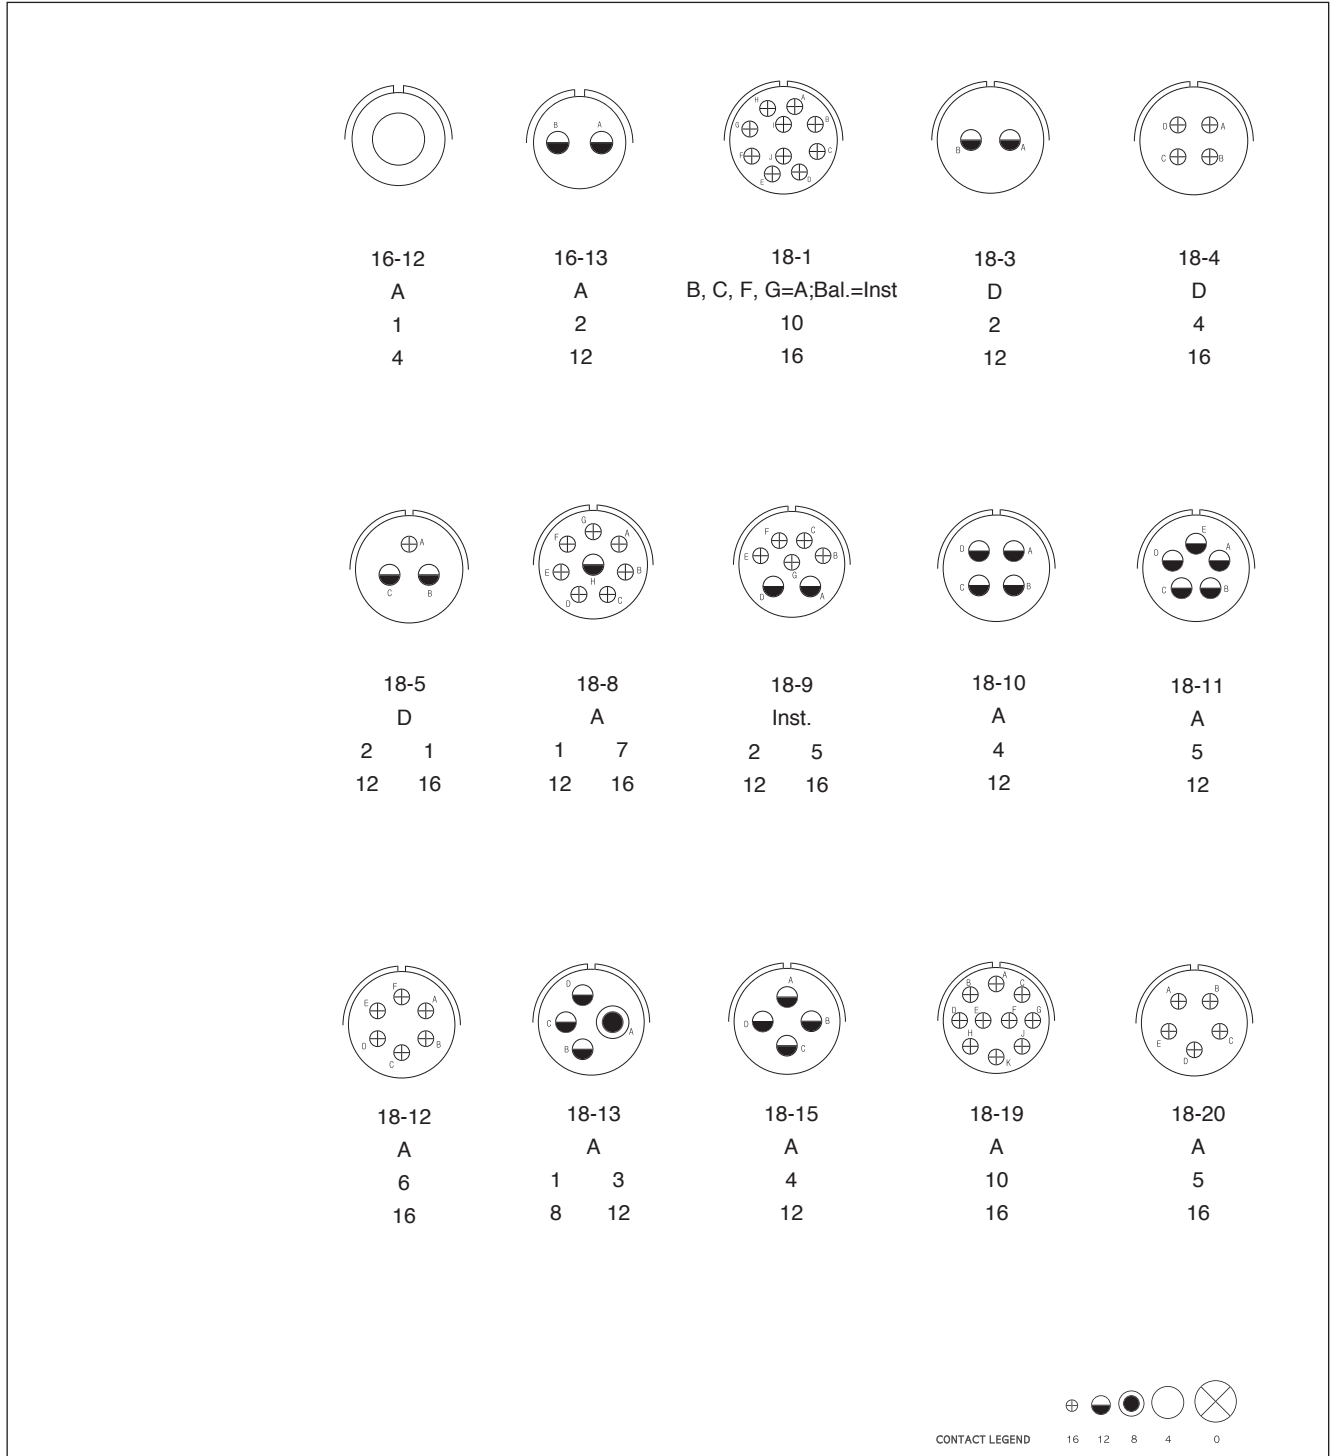 B A
H A G I B F J C E D
B A
D A C B
16-12 16-13 18-1 18-3 18-4
A A B, C, F, G=A;Bal.=Inst D D
1 2 10 2 4
4 12 16 12 16
A C B
G F A E H B D C
F C E B G D A
D A C B
E D A C B
18-5 18-8 18-9 18-10 18-11
D A Inst. A A
2 1 1 7 2 5 4 5
12 16 12 16 12 16 12 12
F E A D B C
D C A B
A D B C
A B C D E F G H J K
A B E C D
18-12 18-13 18-15 18-19 18-20
A A A A A
6 1 3 4 10 5
16 8 12 12 16 16
CONTACT LEGEND 16 12 8 4 0